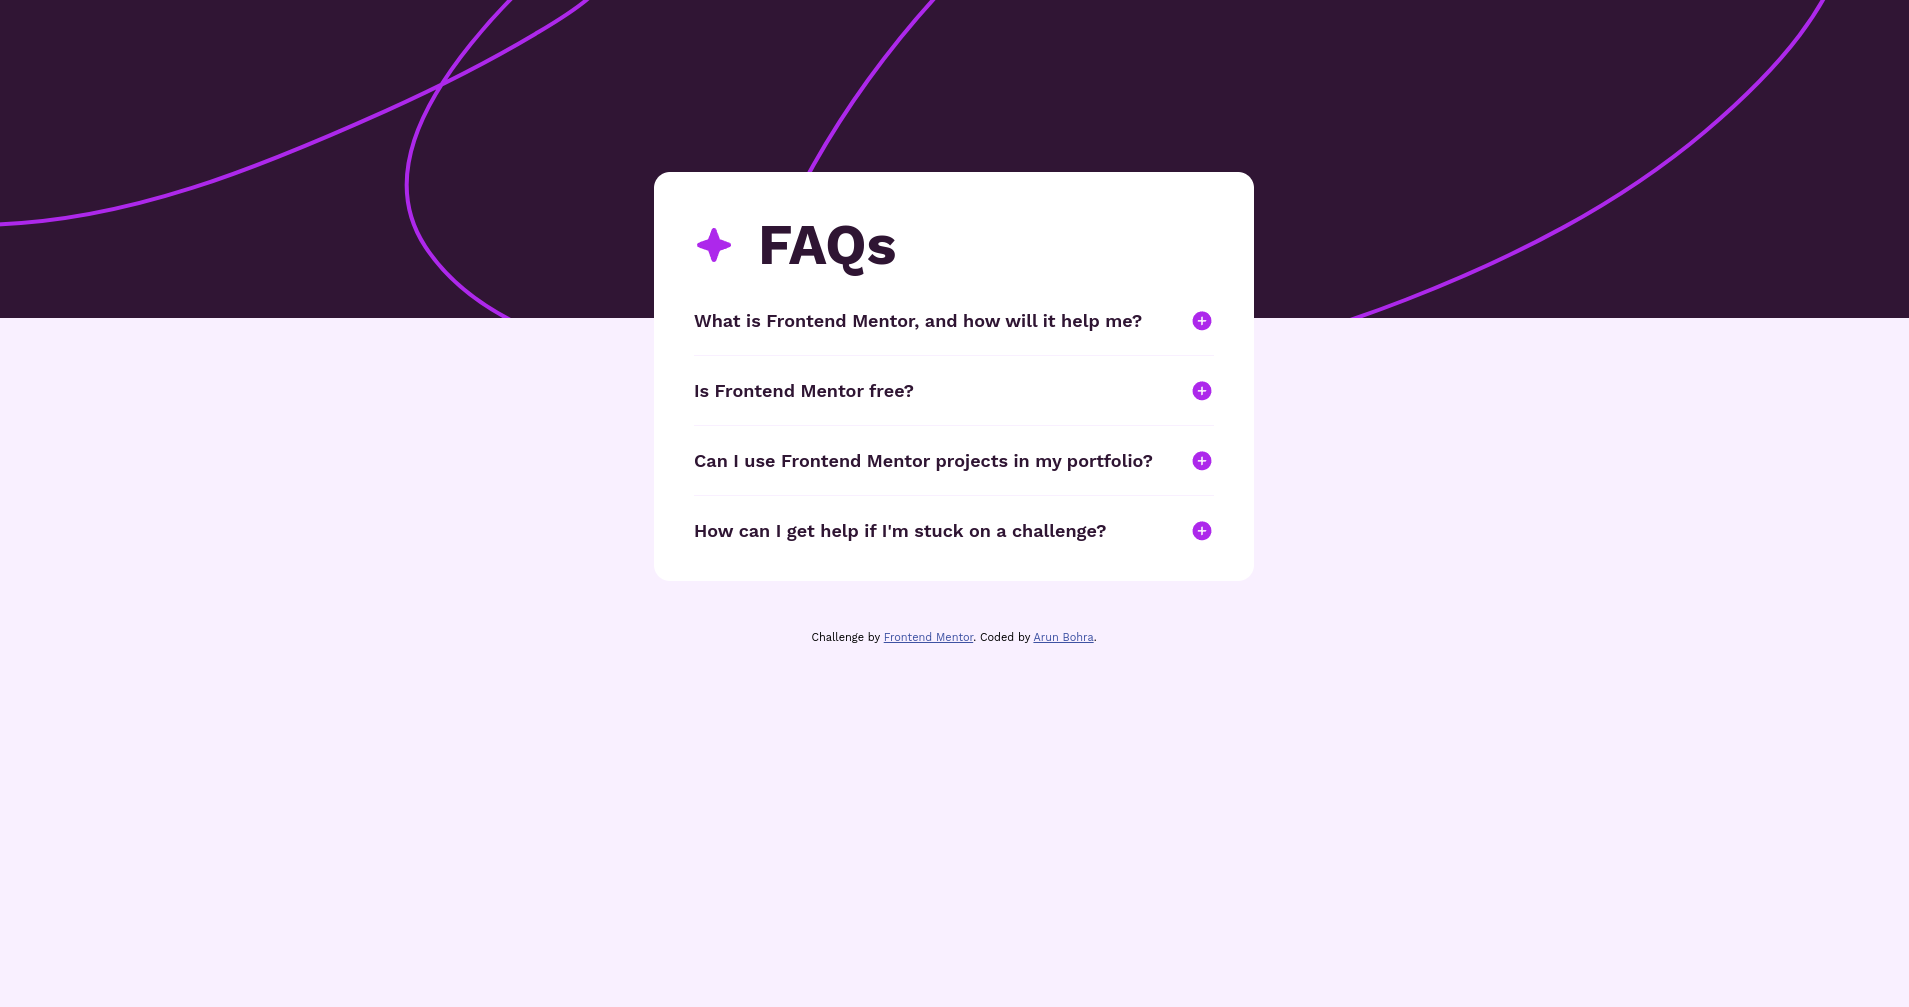 FAQs
What is Frontend Mentor, and how will it help me?
Is Frontend Mentor free?
Can I use Frontend Mentor projects in my portfolio?
How can I get help if I'm stuck on a challenge?
Challenge by Frontend Mentor. Coded by Arun Bohra.